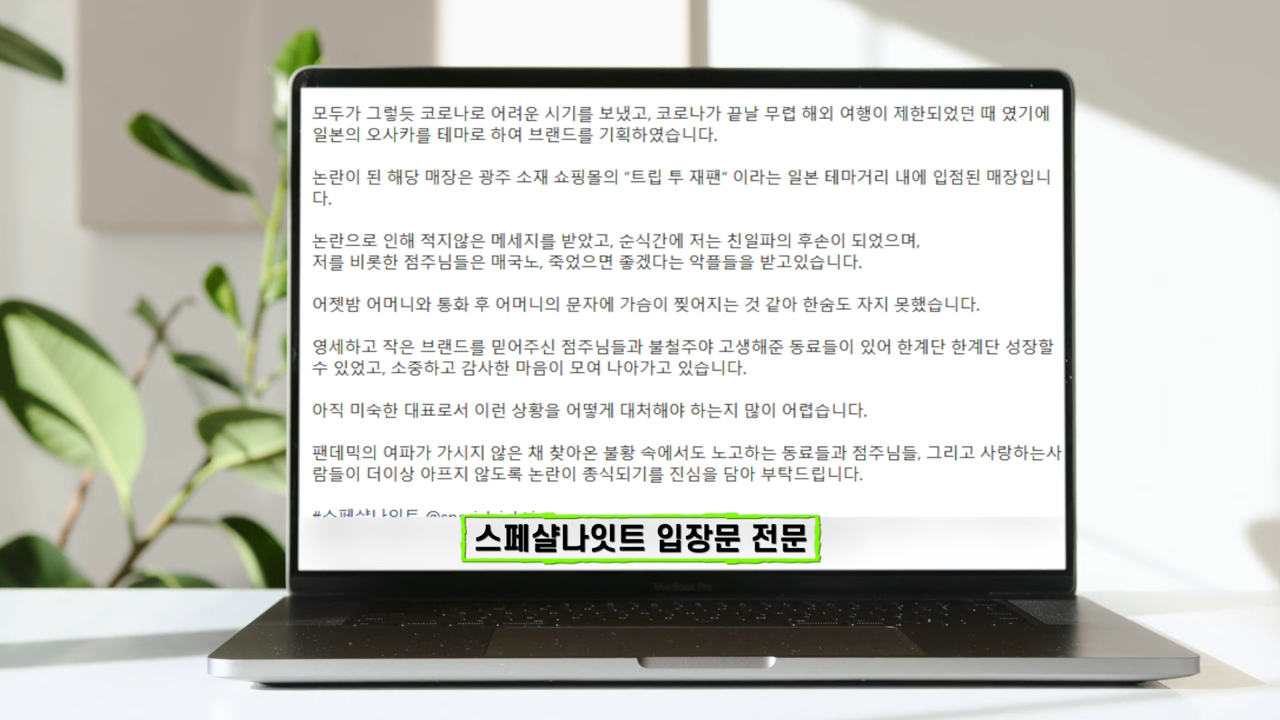 모두가 그렇듯 코로나로 어려운 시기를 보냈고, 코로나가 끝날 무렵 해외 여행이 제한되었던 때 였기에
일본의 오사카를 테마로 하여 브랜드를 기획하였습니다.
논란이 된 해당 매장은 광주 소재 쇼핑몰의 "트립 투 재팬" 이라는 일본 테마거리 내에 입점된 매장입니
다.
논란으로 인해 적지않은 메세지를 받았고, 순식간에 저는 친일파의 후손이 되었으며,
저를 비롯한 점주님들은 매국노, 죽었으면 좋겠다는 악플들을 받고있습니다.
어젯밤 어머니와 통화 후 어머니의 문자에 가슴이 찢어지는 것 같아 한숨도 자지 못했습니다.
영세하고 작은 브랜드를 믿어주신 점주님들과 불철주야 고생해준 동료들이 있어 한계단 한계단 성장할
수 있었고, 소중하고 감사한 마음이 모여 나아가고 있습니다.
아직 미숙한 대표로서 이런 상황을 어떻게 대처해야 하는지 많이 어렵습니다.
팬데믹의 여파가 가시지 않은 채 찾아온 불황 속에서도 노고하는 동료들과 점주님들, 그리고 사랑하는사
람들이 더이상 아프지 않도록 논란이 종식되기를 진심을 담아 부탁드립니다.
#스페샬나잇트
스페샬나잇트 입장문 전문
MacBook Pro